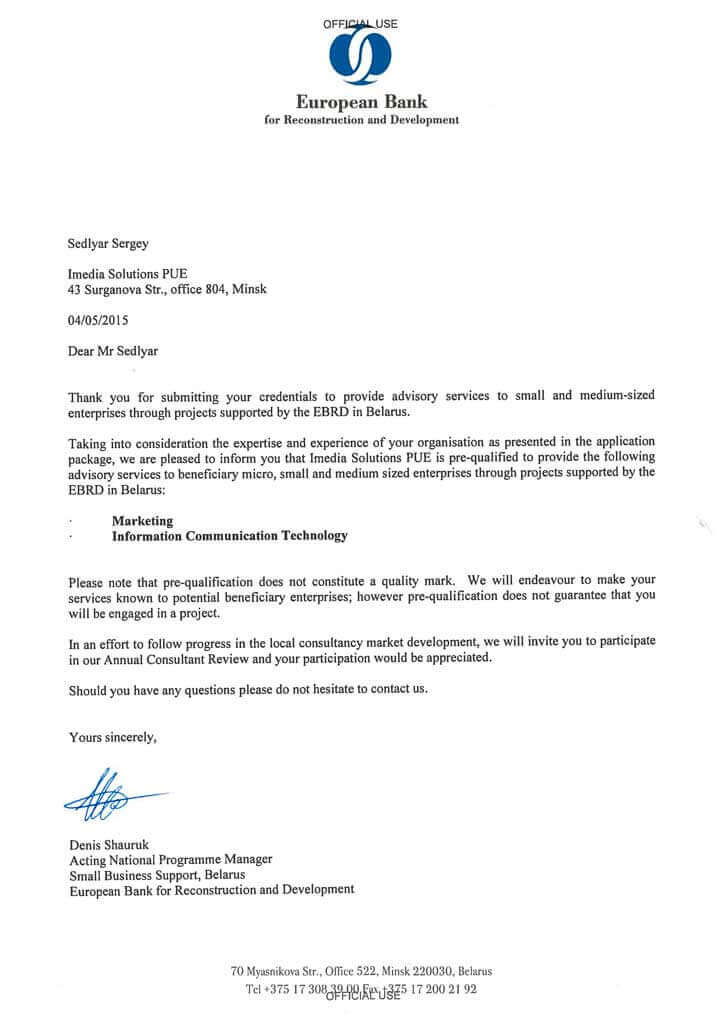 OFFICIAL USE
European Bank
for Reconstruction and Development
Sedlyar Sergey
Imedia Solutions PUE
43 Surganova Str., office 804, Minsk
04/05/2015
Dear Mr Sedlyar
Thank you for submitting your credentials to provide advisory services to small and medium-sized
enterprises through projects supported by the EBRD in Belarus.
Taking into consideration the expertise and experience of your organisation as presented in the application
package, we are pleased to inform you that Imedia Solutions PUE is pre-qualified to provide the following
advisory services to beneficiary micro, small and medium sized enterprises through projects supported by the
EBRD in Belarus:
· Marketing
· Information Communication Technology
Please note that pre-qualification does not constitute a quality mark. We will endeavour to make your
services known to potential beneficiary enterprises; however pre-qualification does not guarantee that you
will be engaged in a project.
In an effort to follow progress in the local consultancy market development, we will invite you to participate
in our Annual Consultant Review and your participation would be appreciated.
Should you have any questions please do not hesitate to contact us.
Yours sincerely,
Denis Shauruk
Acting National Programme Manager
Small Business Support, Belarus
European Bank for Reconstruction and Development
70 Myasnikova Str., Office 522, Minsk 220030, Belarus
Tel +375 17 308 39 00 Fax +375 17 200 21 92
OFFICIAL USE